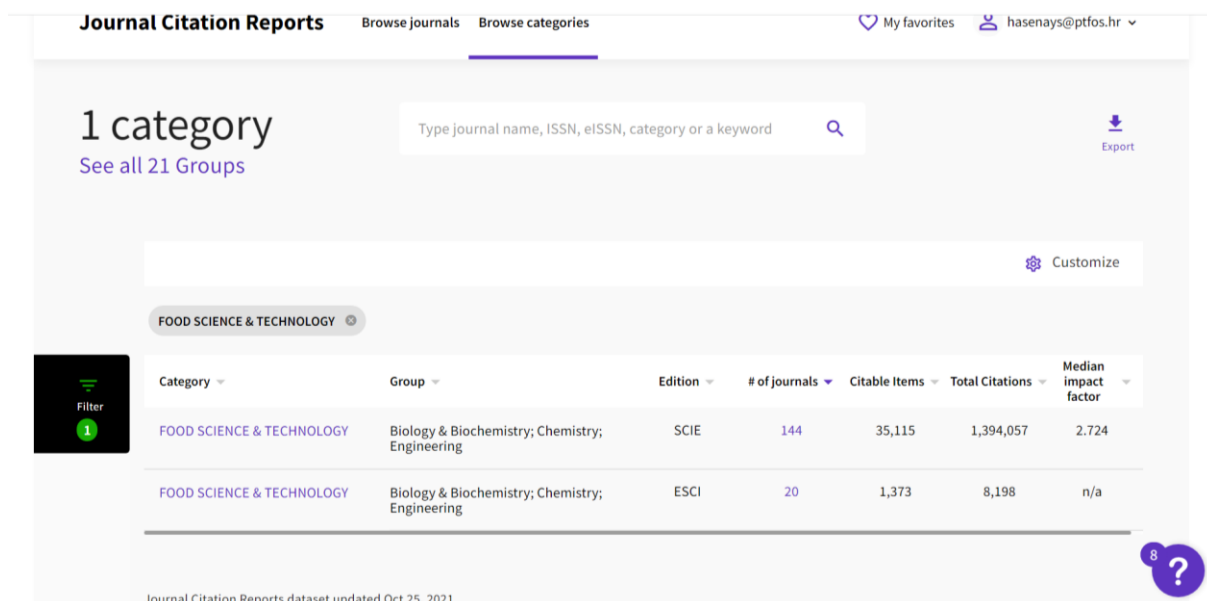 Journal Citation Reports Browse journals Browse categories My favorites hasenays@ptfos.hr
1 category
Type journal name, ISSN, eISSN, category or a keyword
Export
See all 21 Groups
Customize
FOOD SCIENCE & TECHNOLOGY
Filter
1
Category Group Edition # of journals Citable Items Total Citations Median impact factor
FOOD SCIENCE & TECHNOLOGY Biology & Biochemistry; Chemistry; Engineering SCIE 144 35,115 1,394,057 2.724
FOOD SCIENCE & TECHNOLOGY Biology & Biochemistry; Chemistry; Engineering ESCI 20 1,373 8,198 n/a
8
?
Journal Citation Reports dataset updated Oct 25, 2021